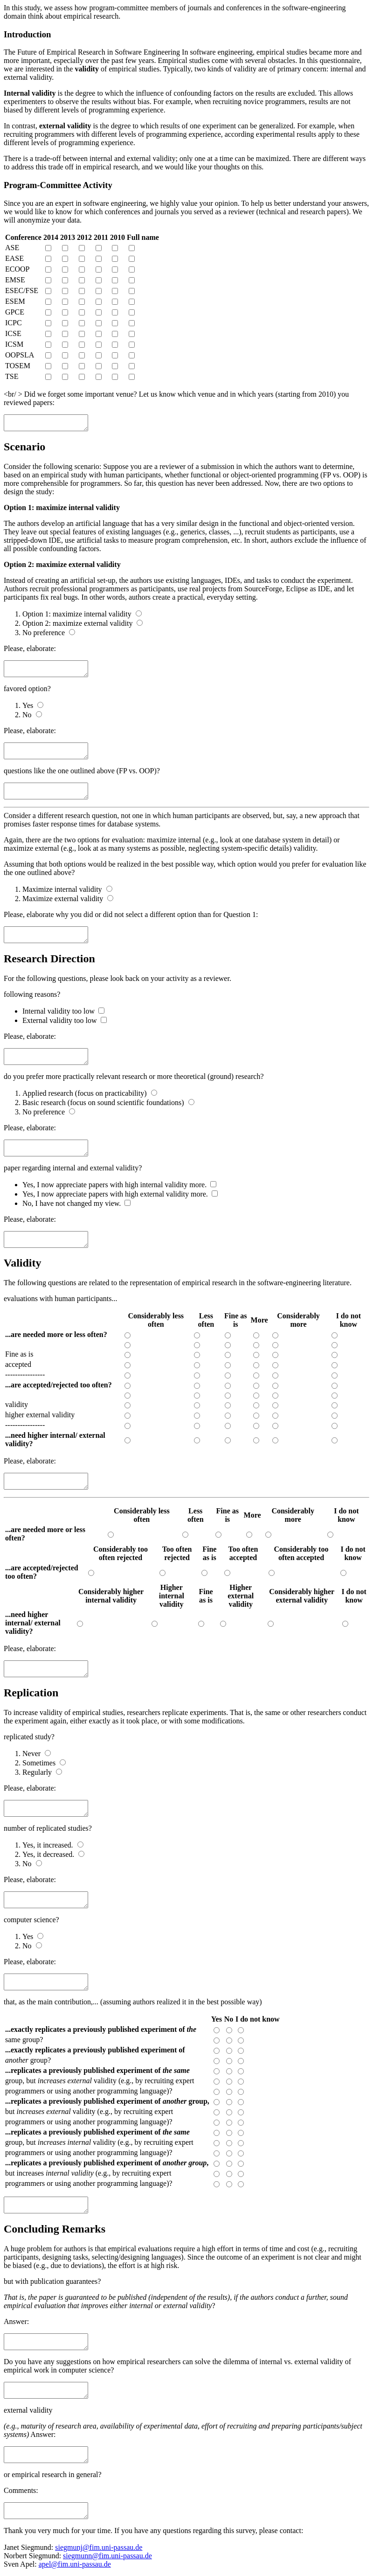 In this study, we assess how program-committee members of journals and conferences in the software-engineering
domain think about empirical research.
Introduction
The Future of Empirical Research in Software Engineering In software engineering, empirical studies became more and
more important, especially over the past few years. Empirical studies come with several obstacles. In this questionnaire,
we are interested in the validity of empirical studies. Typically, two kinds of validity are of primary concern: internal and
external validity.
Internal validity is the degree to which the influence of confounding factors on the results are excluded. This allows
experimenters to observe the results without bias. For example, when recruiting novice programmers, results are not
biased by different levels of programming experience.
In contrast, external validity is the degree to which results of one experiment can be generalized. For example, when
recruiting programmers with different levels of programming experience, according experimental results apply to these
different levels of programming experience.
There is a trade-off between internal and external validity; only one at a time can be maximized. There are different ways
to address this trade off in empirical research, and we would like your thoughts on this.
Program-Committee Activity
Since you are an expert in software engineering, we highly value your opinion. To help us better understand your answers,
we would like to know for which conferences and journals you served as a reviewer (technical and research papers). We
will anonymize your data.
Conference 2014 2013 2012 2011 2010 Full name
ASE
EASE
ECOOP
EMSE
ESEC/FSE
ESEM
GPCE
ICPC
ICSE
ICSM
OOPSLA
TOSEM
TSE
<br/ > Did we forget some important venue? Let us know which venue and in which years (starting from 2010) you
reviewed papers:
Scenario
Consider the following scenario: Suppose you are a reviewer of a submission in which the authors want to determine,
based on an empirical study with human participants, whether functional or object-oriented programming (FP vs. OOP) is
more comprehensible for programmers. So far, this question has never been addressed. Now, there are two options to
design the study:
Option 1: maximize internal validity
The authors develop an artificial language that has a very similar design in the functional and object-oriented version.
They leave out special features of existing languages (e.g., generics, classes, ...), recruit students as participants, use a
stripped-down IDE, use artificial tasks to measure program comprehension, etc. In short, authors exclude the influence of
all possible confounding factors.
Option 2: maximize external validity
Instead of creating an artificial set-up, the authors use existing languages, IDEs, and tasks to conduct the experiment.
Authors recruit professional programmers as participants, use real projects from SourceForge, Eclipse as IDE, and let
participants fix real bugs. In other words, authors create a practical, everyday setting.
1. Option 1: maximize internal validity
2. Option 2: maximize external validity
3. No preference
Please, elaborate:
favored option?
1. Yes
2. No
Please, elaborate:
questions like the one outlined above (FP vs. OOP)?
Consider a different research question, not one in which human participants are observed, but, say, a new approach that
promises faster response times for database systems.
Again, there are the two options for evaluation: maximize internal (e.g., look at one database system in detail) or
maximize external (e.g., look at as many systems as possible, neglecting system-specific details) validity.
Assuming that both options would be realized in the best possible way, which option would you prefer for evaluation like
the one outlined above?
1. Maximize internal validity
2. Maximize external validity
Please, elaborate why you did or did not select a different option than for Question 1:
Research Direction
For the following questions, please look back on your activity as a reviewer.
following reasons?
Internal validity too low
External validity too low
Please, elaborate:
do you prefer more practically relevant research or more theoretical (ground) research?
1. Applied research (focus on practicability)
2. Basic research (focus on sound scientific foundations)
3. No preference
Please, elaborate:
paper regarding internal and external validity?
Yes, I now appreciate papers with high internal validity more.
Yes, I now appreciate papers with high external validity more.
No, I have not changed my view.
Please, elaborate:
Validity
The following questions are related to the representation of empirical research in the software-engineering literature.
evaluations with human participants...
Considerably less often Less often Fine as is More Considerably more I do not know
...are needed more or less often?
Fine as is
accepted
----------------
...are accepted/rejected too often?
validity
higher external validity
----------------
...need higher internal/ external
validity?
Please, elaborate:
Considerably less often Less often Fine as is More Considerably more I do not know
...are needed more or less
often?
Considerably too often rejected Too often rejected Fine as is Too often accepted Considerably too often accepted I do not know
...are accepted/rejected
too often?
Considerably higher internal validity Higher internal validity Fine as is Higher external validity Considerably higher external validity I do not know
...need higher
internal/ external
validity?
Please, elaborate:
Replication
To increase validity of empirical studies, researchers replicate experiments. That is, the same or other researchers conduct
the experiment again, either exactly as it took place, or with some modifications.
replicated study?
1. Never
2. Sometimes
3. Regularly
Please, elaborate:
number of replicated studies?
1. Yes, it increased.
2. Yes, it decreased.
3. No
Please, elaborate:
computer science?
1. Yes
2. No
Please, elaborate:
that, as the main contribution,... (assuming authors realized it in the best possible way)
Yes No I do not know
...exactly replicates a previously published experiment of the
same group?
...exactly replicates a previously published experiment of
another group?
...replicates a previously published experiment of the same
group, but increases external validity (e.g., by recruiting expert
programmers or using another programming language)?
...replicates a previously published experiment of another group,
but increases external validity (e.g., by recruiting expert
programmers or using another programming language)?
...replicates a previously published experiment of the same
group, but increases internal validity (e.g., by recruiting expert
programmers or using another programming language)?
...replicates a previously published experiment of another group,
but increases internal validity (e.g., by recruiting expert
programmers or using another programming language)?
Concluding Remarks
A huge problem for authors is that empirical evaluations require a high effort in terms of time and cost (e.g., recruiting
participants, designing tasks, selecting/designing languages). Since the outcome of an experiment is not clear and might
be biased (e.g., due to deviations), the effort is at high risk.
but with publication guarantees?
That is, the paper is guaranteed to be published (independent of the results), if the authors conduct a further, sound
empirical evaluation that improves either internal or external validity?
Answer:
Do you have any suggestions on how empirical researchers can solve the dilemma of internal vs. external validity of
empirical work in computer science?
external validity
(e.g., maturity of research area, availability of experimental data, effort of recruiting and preparing participants/subject
systems) Answer:
or empirical research in general?
Comments:
Thank you very much for your time. If you have any questions regarding this survey, please contact:
Janet Siegmund: siegmunj@fim.uni-passau.de
Norbert Siegmund: siegmunn@fim.uni-passau.de
Sven Apel: apel@fim.uni-passau.de